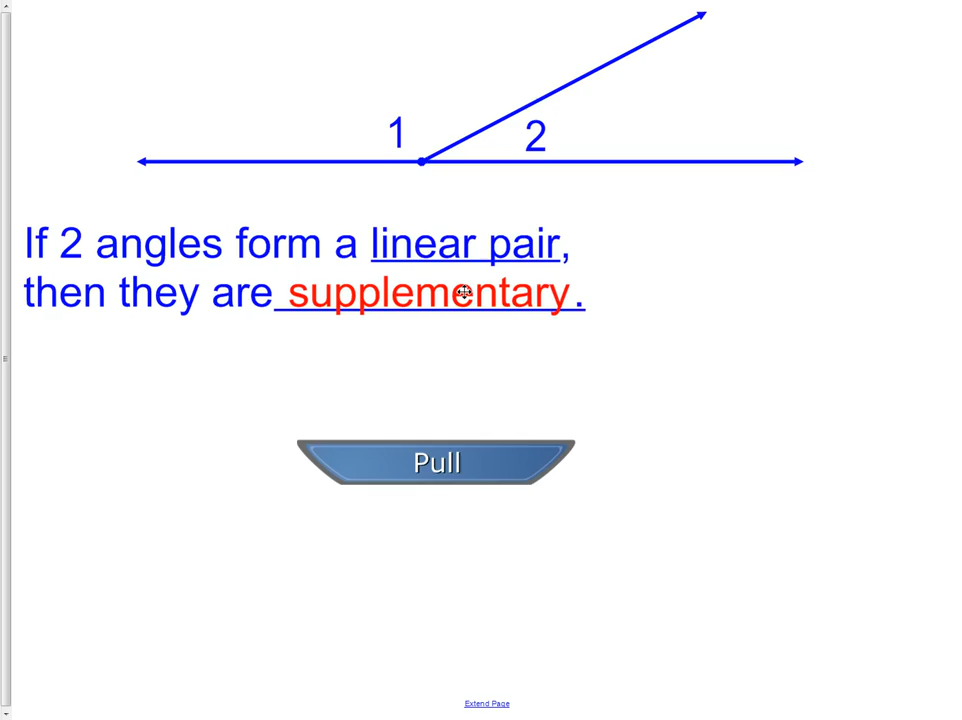 1
2
If 2 angles form a linear pair,
then they are supplementary.
Pull
Extend Page